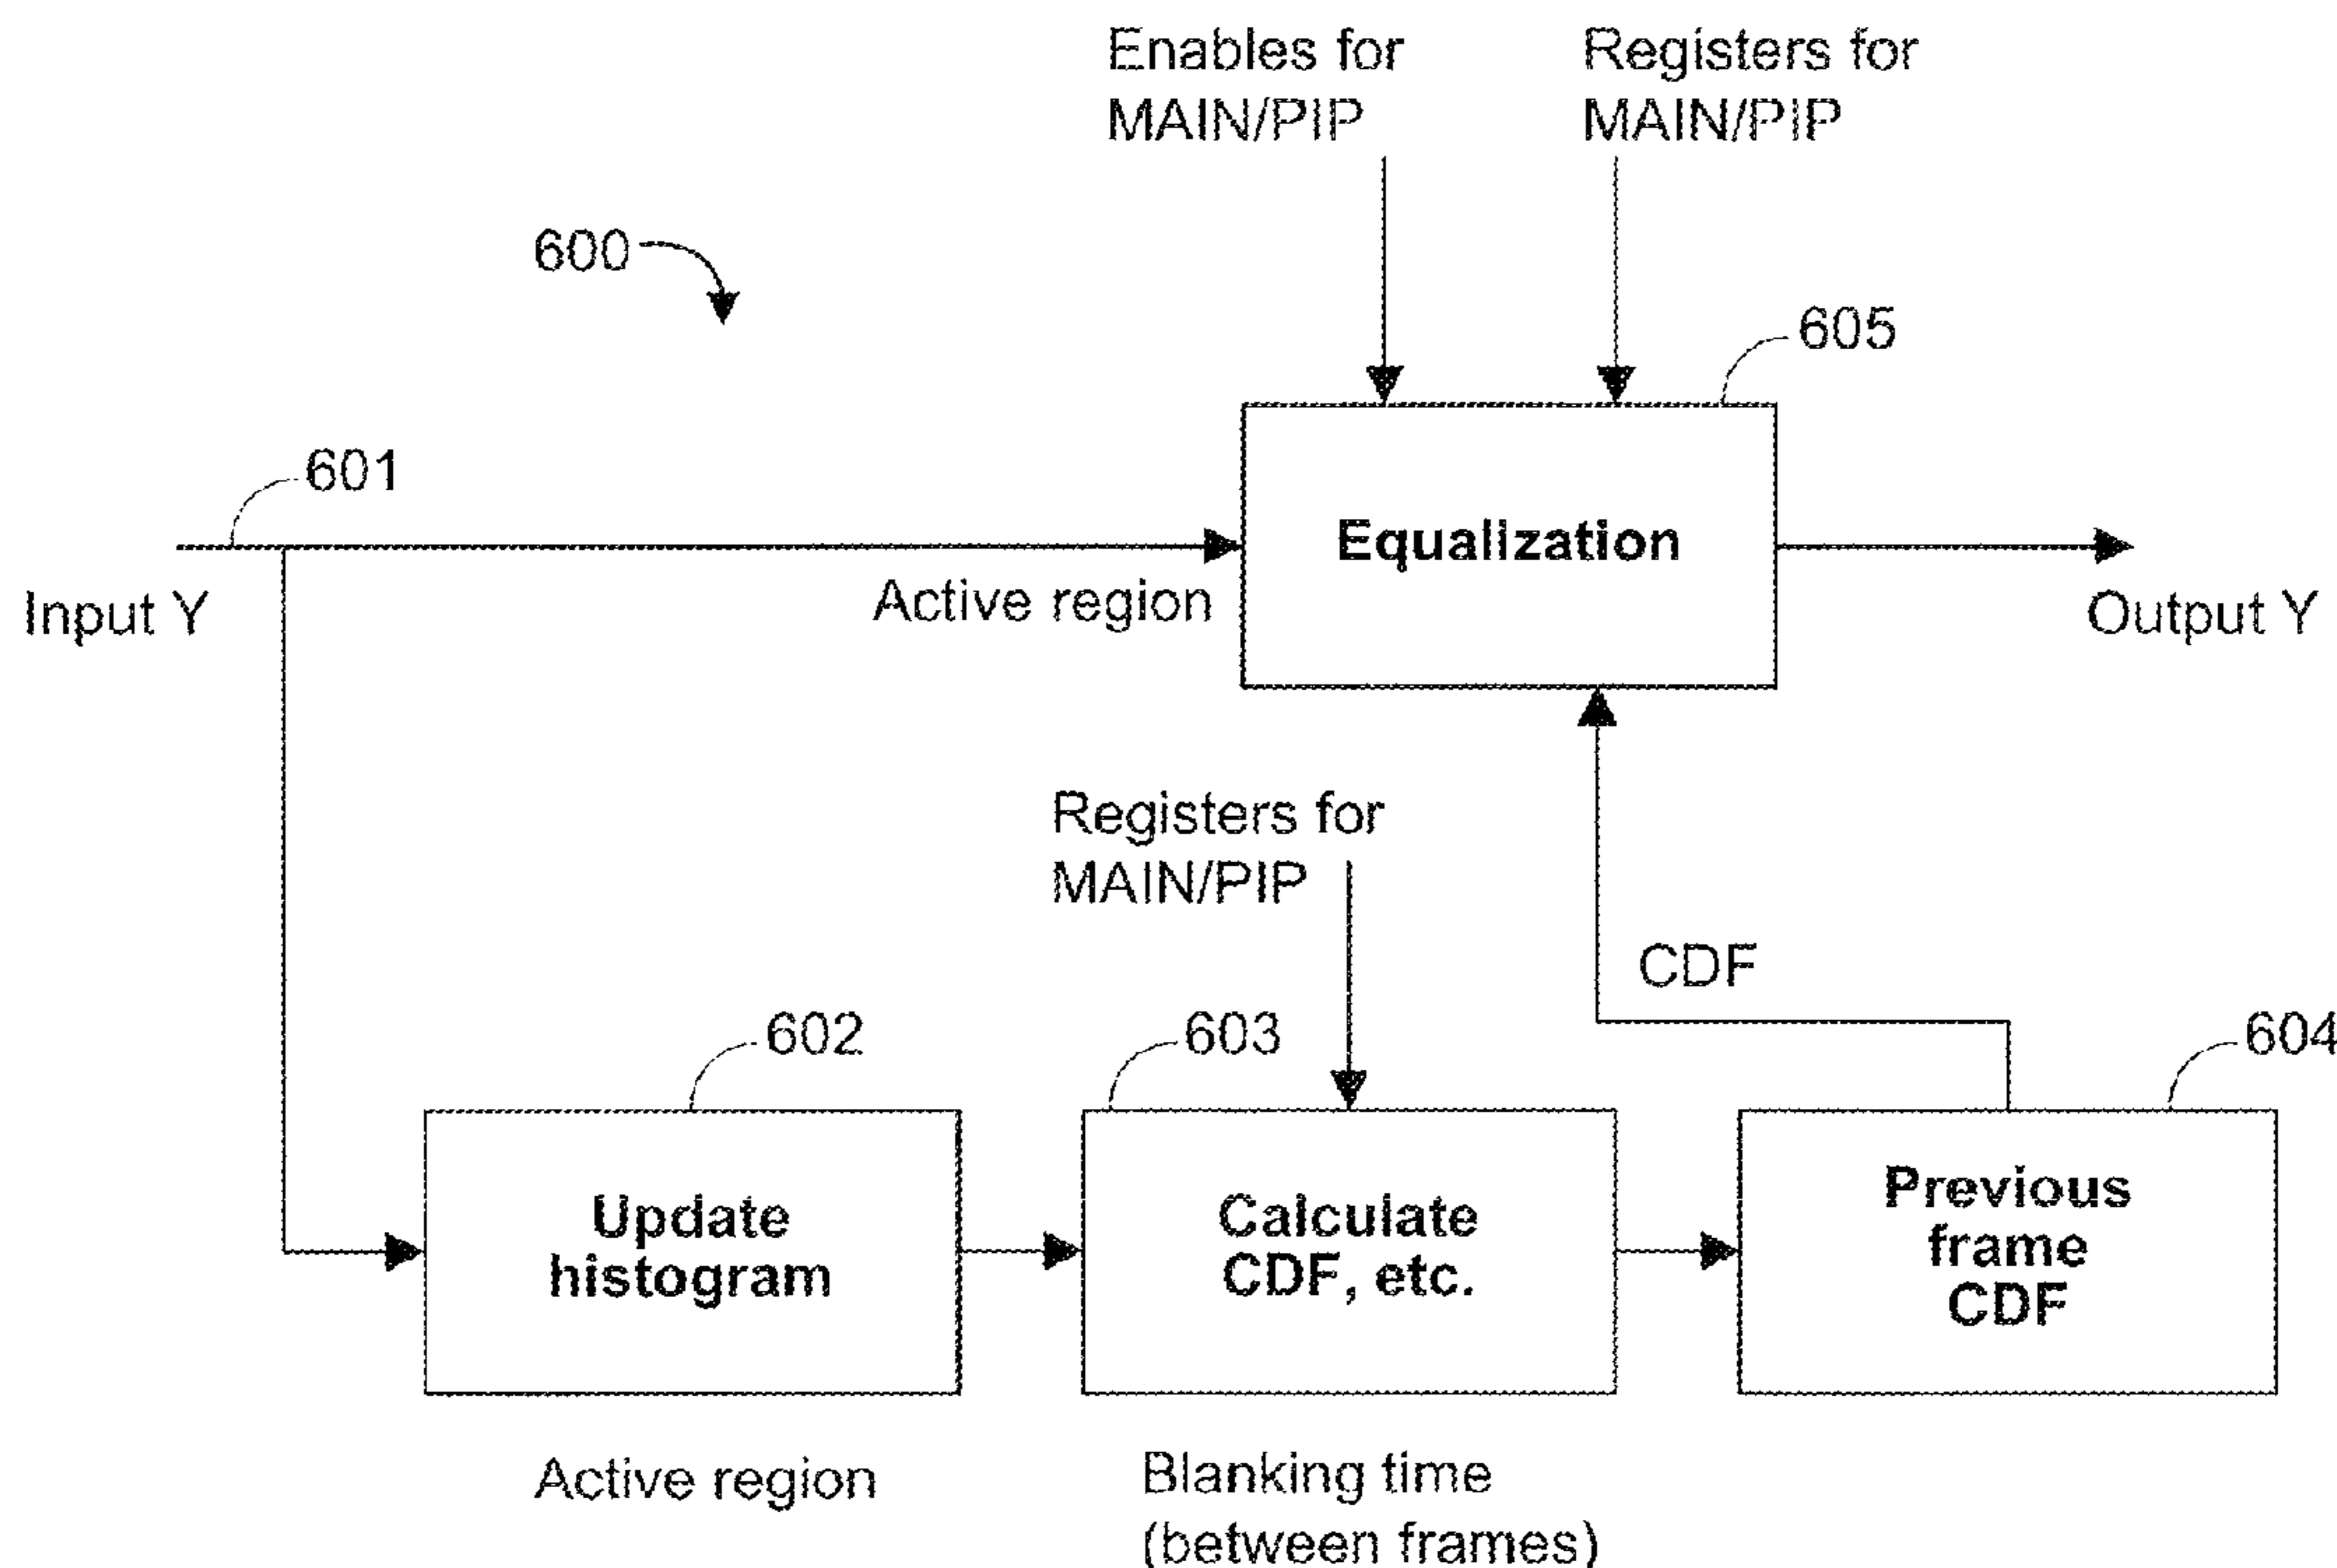 Enables for
MAIN/PIP
Registers for
MAIN/PIP
600
605
601
Equalization
Active region
Input Y
Output Y
Registers for
MAIN/PIP
CDF
602
603
604
Update
histogram
Calculate
CDF, etc.
Previous
frame
CDF
Active region
Blanking time
(between frames)